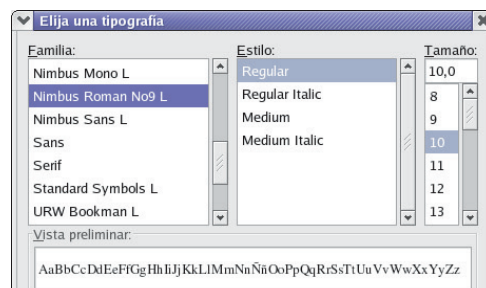 Elija una tipografía
Familia:
Nimbus Mono L
Nimbus Roman No9 L
Nimbus Sans L
Sans
Serif
Standard Symbols L
URW Bookman L
Estilo:
Regular
Regular Italic
Medium
Medium Italic
Tamaño:
10,0
8
9
10
11
12
13
Vista preliminar:
AaBbCcDdEeFfGgHhIiJjKkLlMmNnÑñOoPpQqRrSsTtUuVvWwXxYyZz